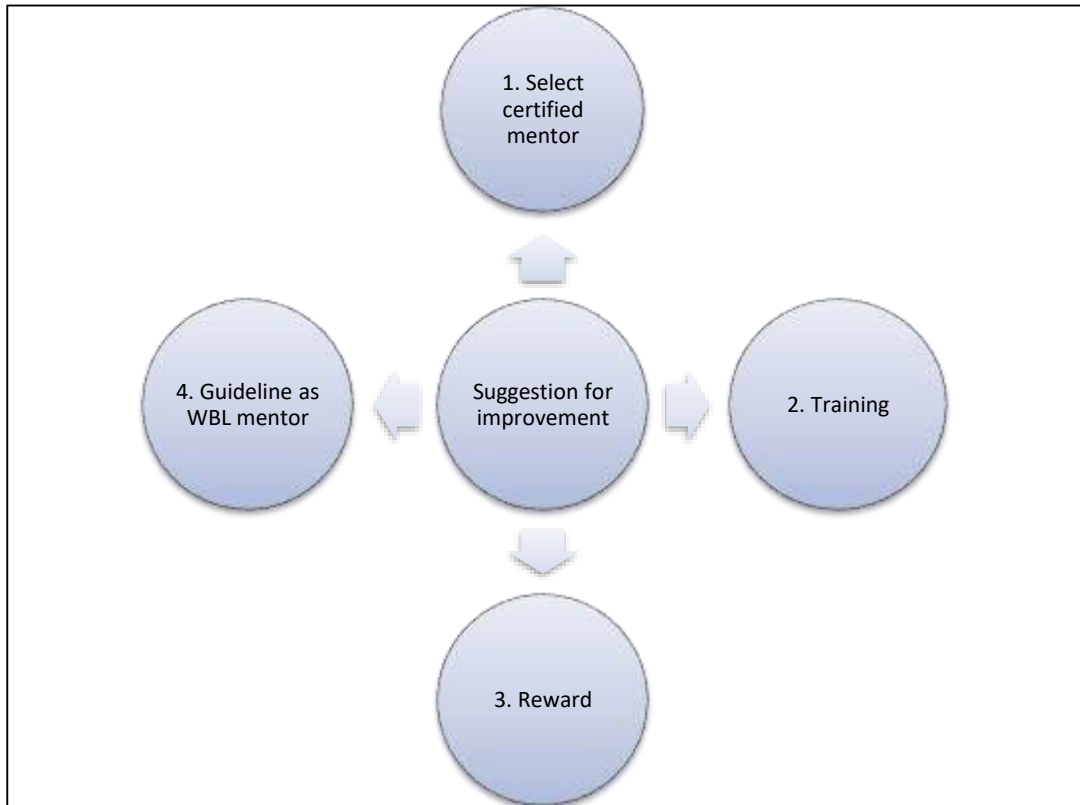 1. Select
certified
mentor
4. Guideline as
WBL mentor
Suggestion for
improvement
2. Training
3. Reward